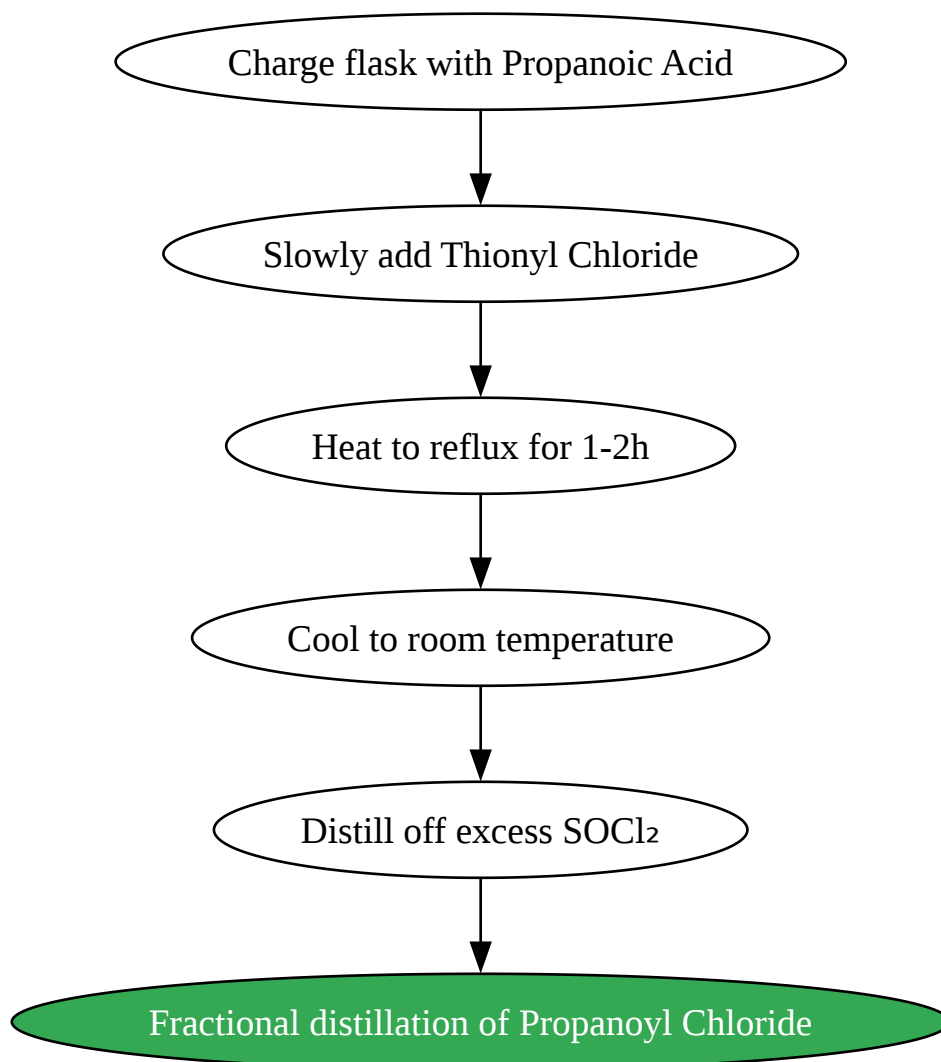 Charge flask with Propanoic Acid
Slowly add Thionyl Chloride
Heat to reflux for 1-2h
Cool to room temperature
Distill off excess SOCl₂
Fractional distillation of Propanoyl Chloride